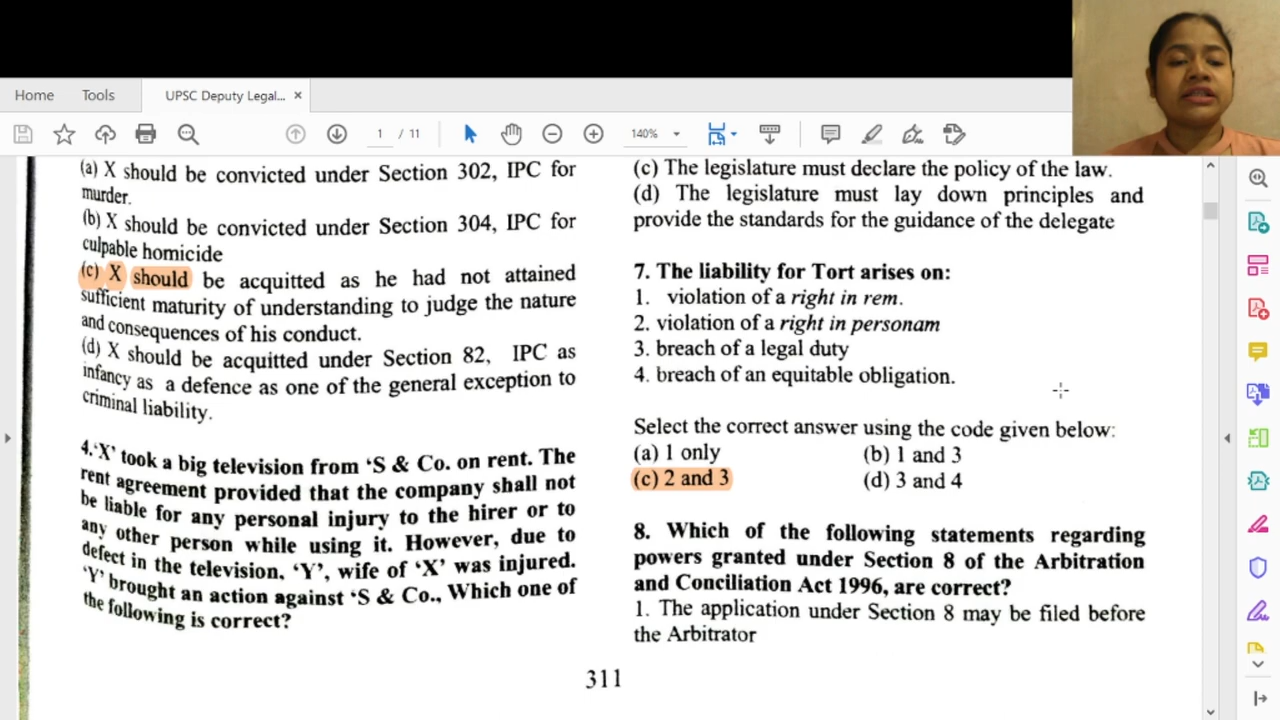 Home
Tools
UPSC Deputy Legal...
1 / 11
140%
(a) X should be convicted under Section 302, IPC for
murder.
(b) X should be convicted under Section 304, IPC for
culpable homicide
(c) X should be acquitted as he had not attained
sufficient maturity of understanding to judge the nature
and consequences of his conduct.
(d) X should be acquitted under Section 82, IPC as
infancy as a defence as one of the general exception to
criminal liability.
4.'X' took a big television from 'S & Co. on rent. The
rent agreement provided that the company shall not
be liable for any personal injury to the hirer or to
any other person while using it. However, due to
defect in the television, 'Y', wife of 'X' was injured.
'Y' brought an action against 'S & Co., Which one of
the following is correct?
(c) The legislature must declare the policy of the law.
(d) The legislature must lay down principles and
provide the standards for the guidance of the delegate
7. The liability for Tort arises on:
1. violation of a right in rem.
2. violation of a right in personam
3. breach of a legal duty
4. breach of an equitable obligation.
Select the correct answer using the code given below:
(a) 1 only (b) 1 and 3
(c) 2 and 3 (d) 3 and 4
8. Which of the following statements regarding
powers granted under Section 8 of the Arbitration
and Conciliation Act 1996, are correct?
1. The application under Section 8 may be filed before
the Arbitrator
311